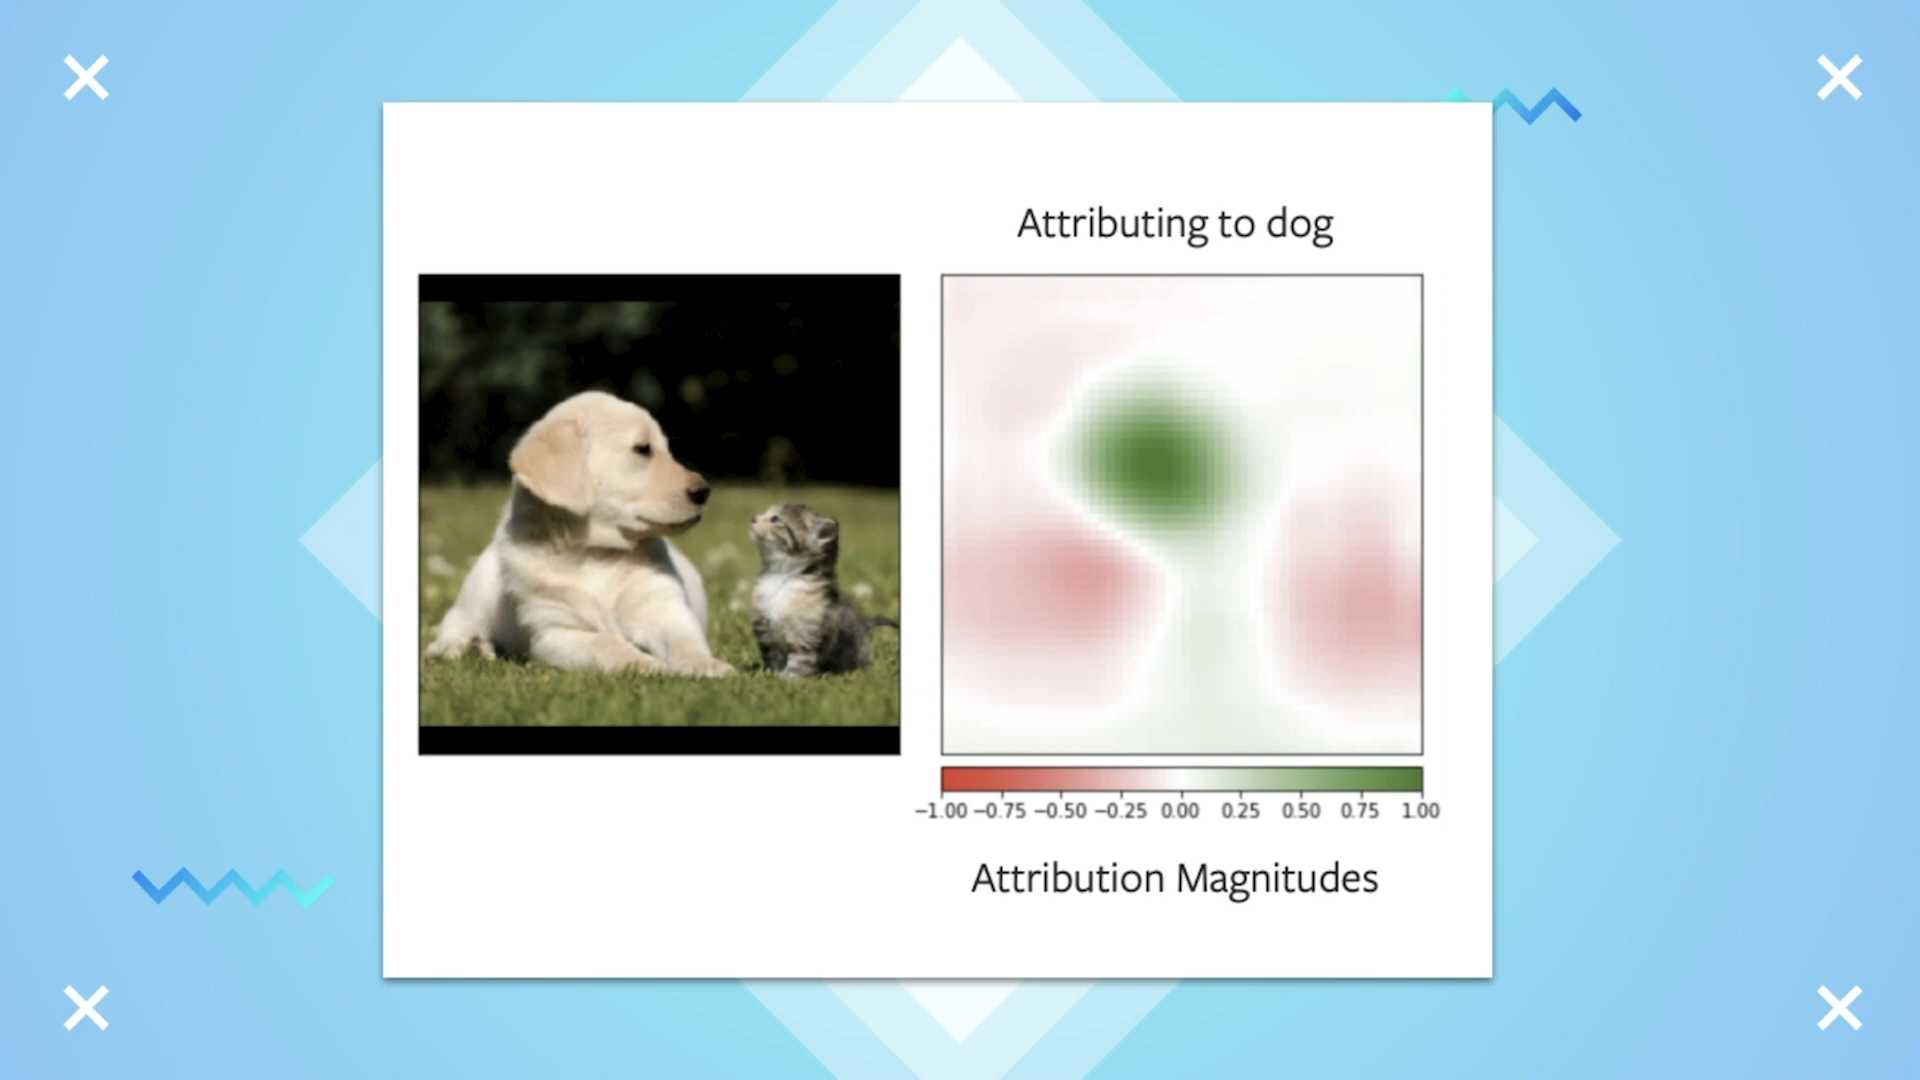 Attributing to dog
−1.00 −0.75 −0.50 −0.25 0.00 0.25 0.50 0.75 1.00
Attribution Magnitudes